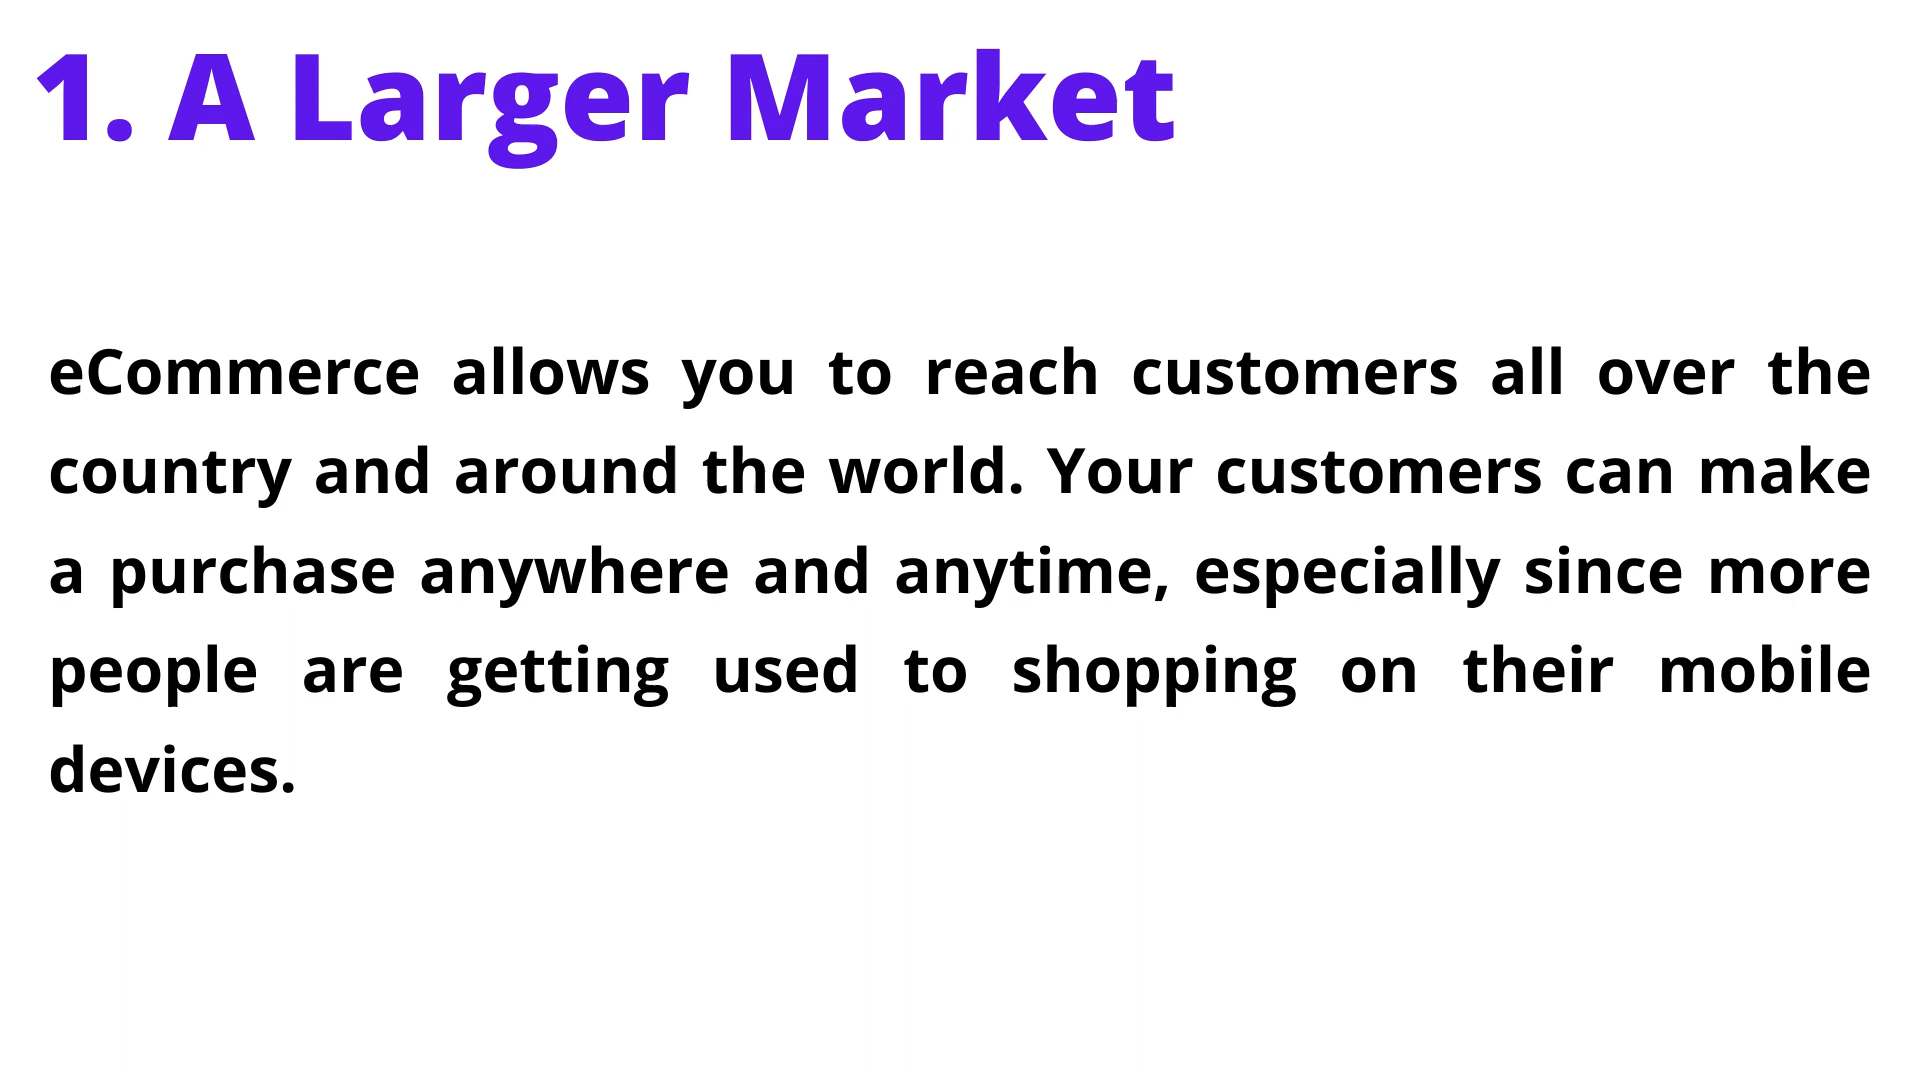 1. A Larger Market
eCommerce allows you to reach customers all over the
country and around the world. Your customers can make
a purchase anywhere and anytime, especially since more
people are getting used to shopping on their mobile
devices.